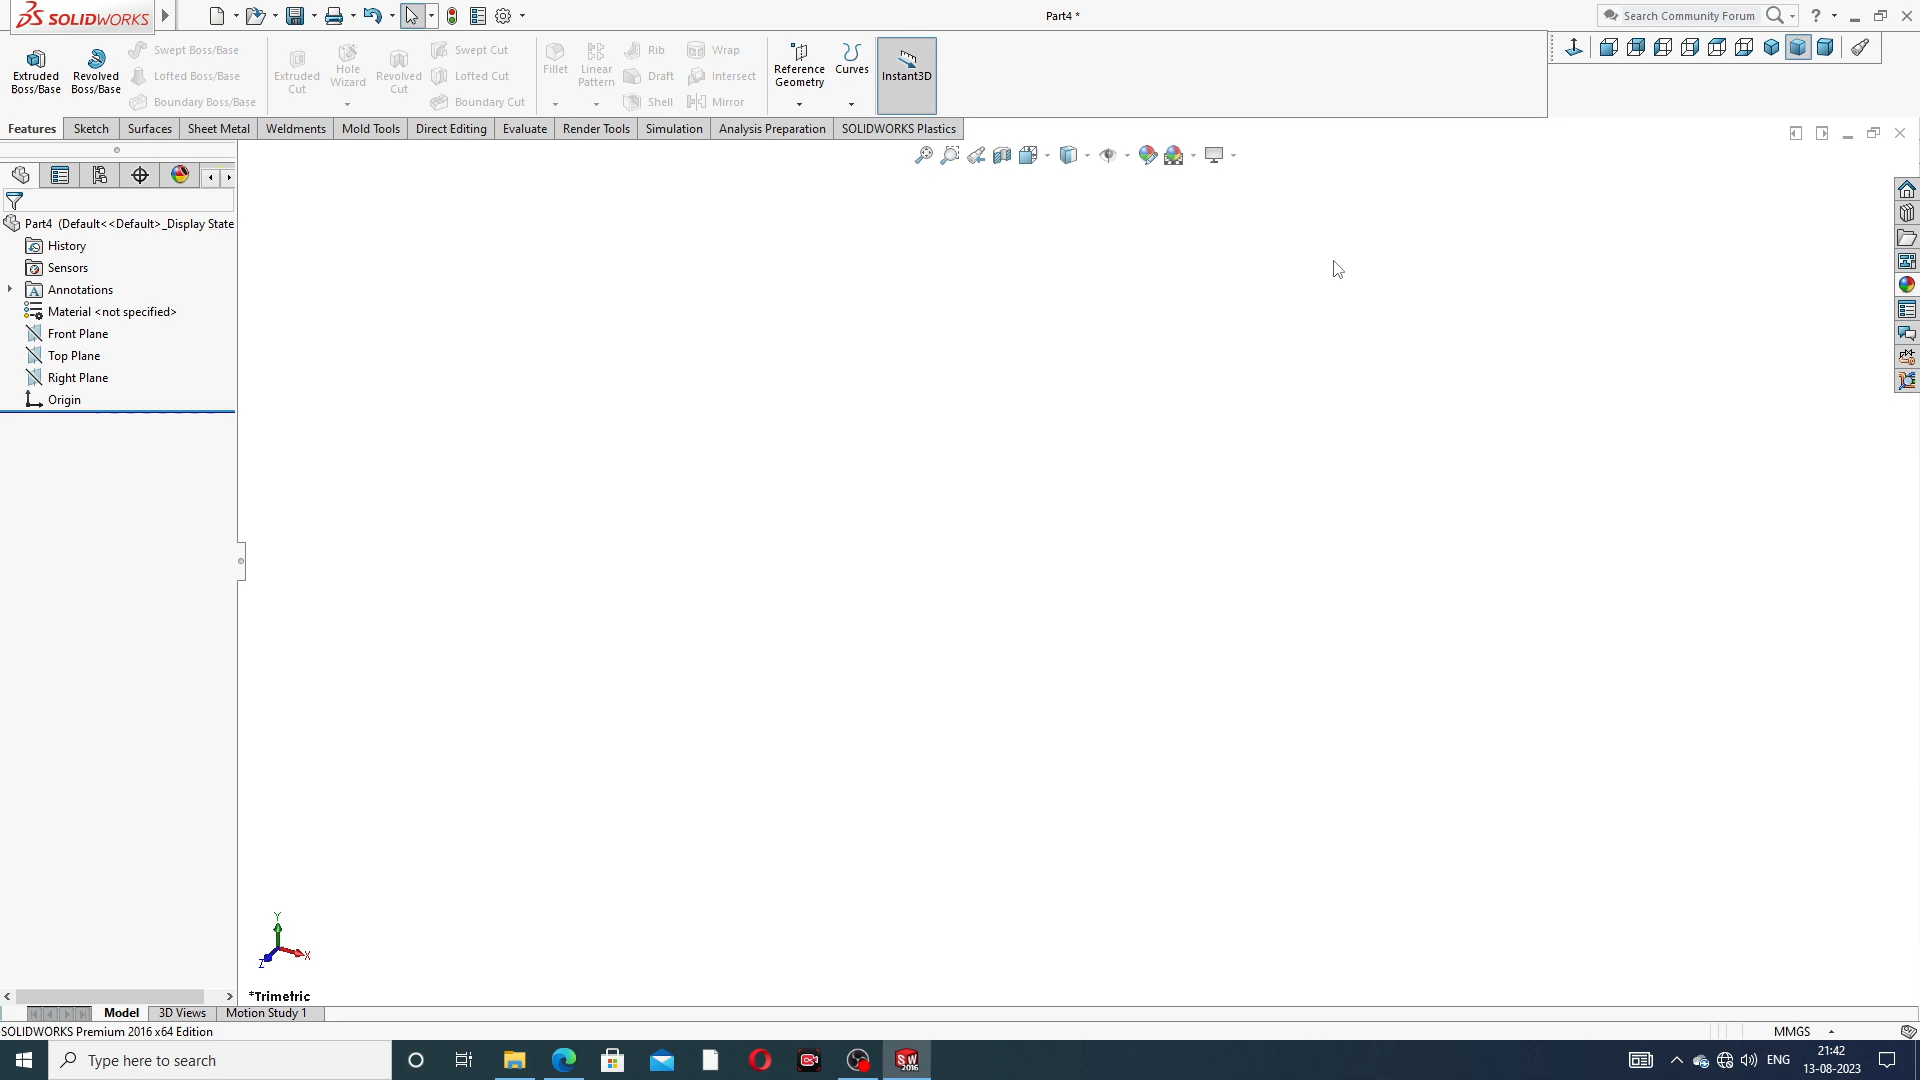 SOLIDWORKS
Part4 *
Search Community Forum
?
Extruded
Boss/Base
Revolved
Boss/Base
Swept Boss/Base
Lofted Boss/Base
Boundary Boss/Base
Extruded
Cut
Hole
Wizard
Revolved
Cut
Swept Cut
Lofted Cut
Boundary Cut
Fillet
Linear
Pattern
Rib
Draft
Shell
Wrap
Intersect
Mirror
Reference
Geometry
Curves
Instant3D
Features
Sketch
Surfaces
Sheet Metal
Weldments
Mold Tools
Direct Editing
Evaluate
Render Tools
Simulation
Analysis Preparation
SOLIDWORKS Plastics
Part4 (Default<<Default>_Display State
History
Sensors
A Annotations
Material <not specified>
Front Plane
Top Plane
Right Plane
Origin
Y
X
Z
*Trimetric
Model
3D Views
Motion Study 1
SOLIDWORKS Premium 2016 x64 Edition
MMGS
Type here to search
SW
2016
ENG
21:42
13-08-2023